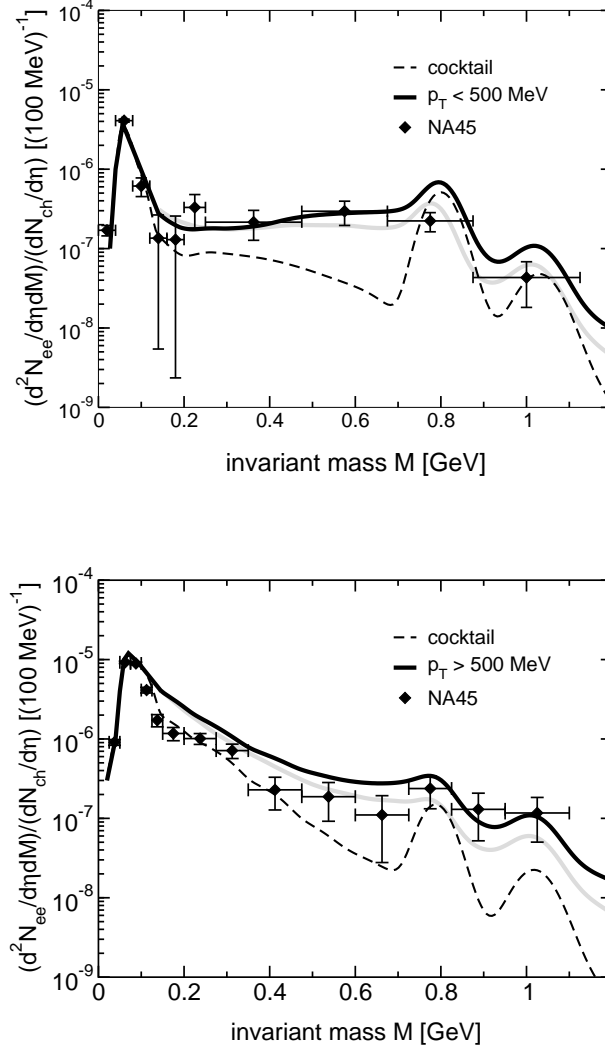 10^-4
10^-5
10^-6
10^-7
10^-8
10^-9
(d^2N_ee/dηdM)/(dN_ch/dη) [(100 MeV)^-1]
cocktail
p_T < 500 MeV
NA45
0 0.2 0.4 0.6 0.8 1
invariant mass M [GeV]
10^-4
10^-5
10^-6
10^-7
10^-8
10^-9
(d^2N_ee/dηdM)/(dN_ch/dη) [(100 MeV)^-1]
cocktail
p_T > 500 MeV
NA45
0 0.2 0.4 0.6 0.8 1
invariant mass M [GeV]